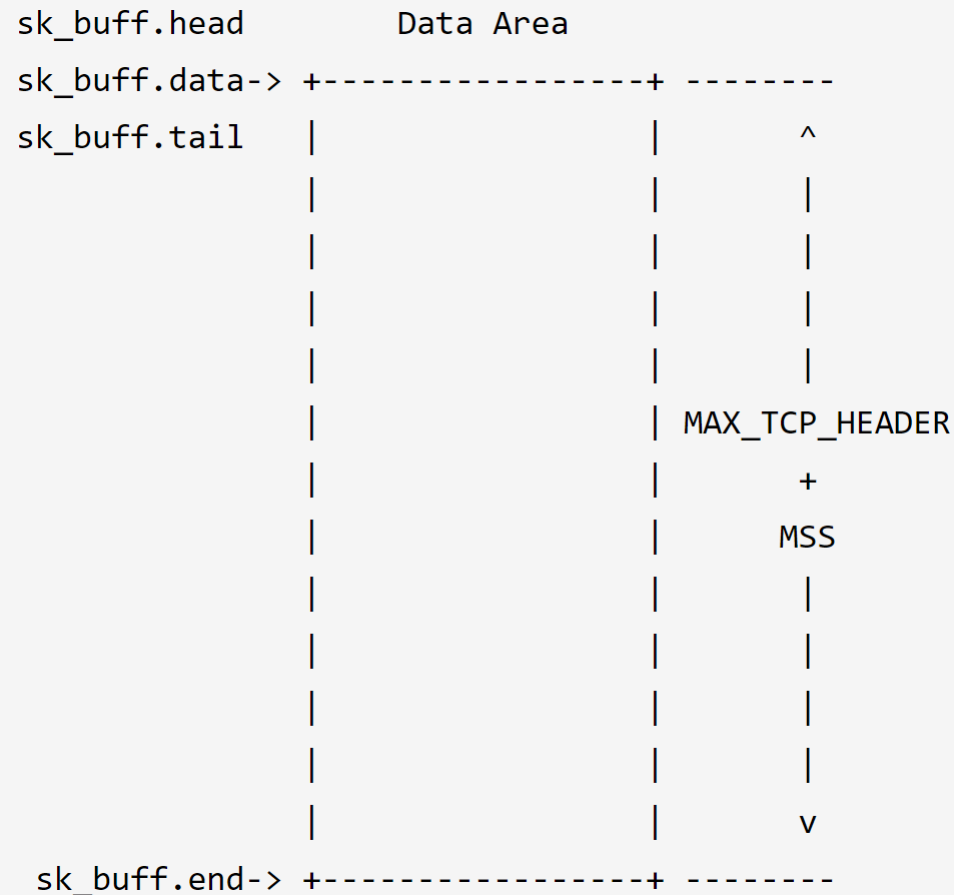 sk_buff.head        Data Area
sk_buff.data-> +-----------------+ --------
sk_buff.tail   |                 |       ^
               |                 |       |
               |                 |       |
               |                 |       |
               |                 |       |
               |                 | MAX_TCP_HEADER
               |                 |       +
               |                 |      MSS
               |                 |       |
               |                 |       |
               |                 |       |
               |                 |       |
               |                 |       v
 sk_buff.end-> +-----------------+ --------